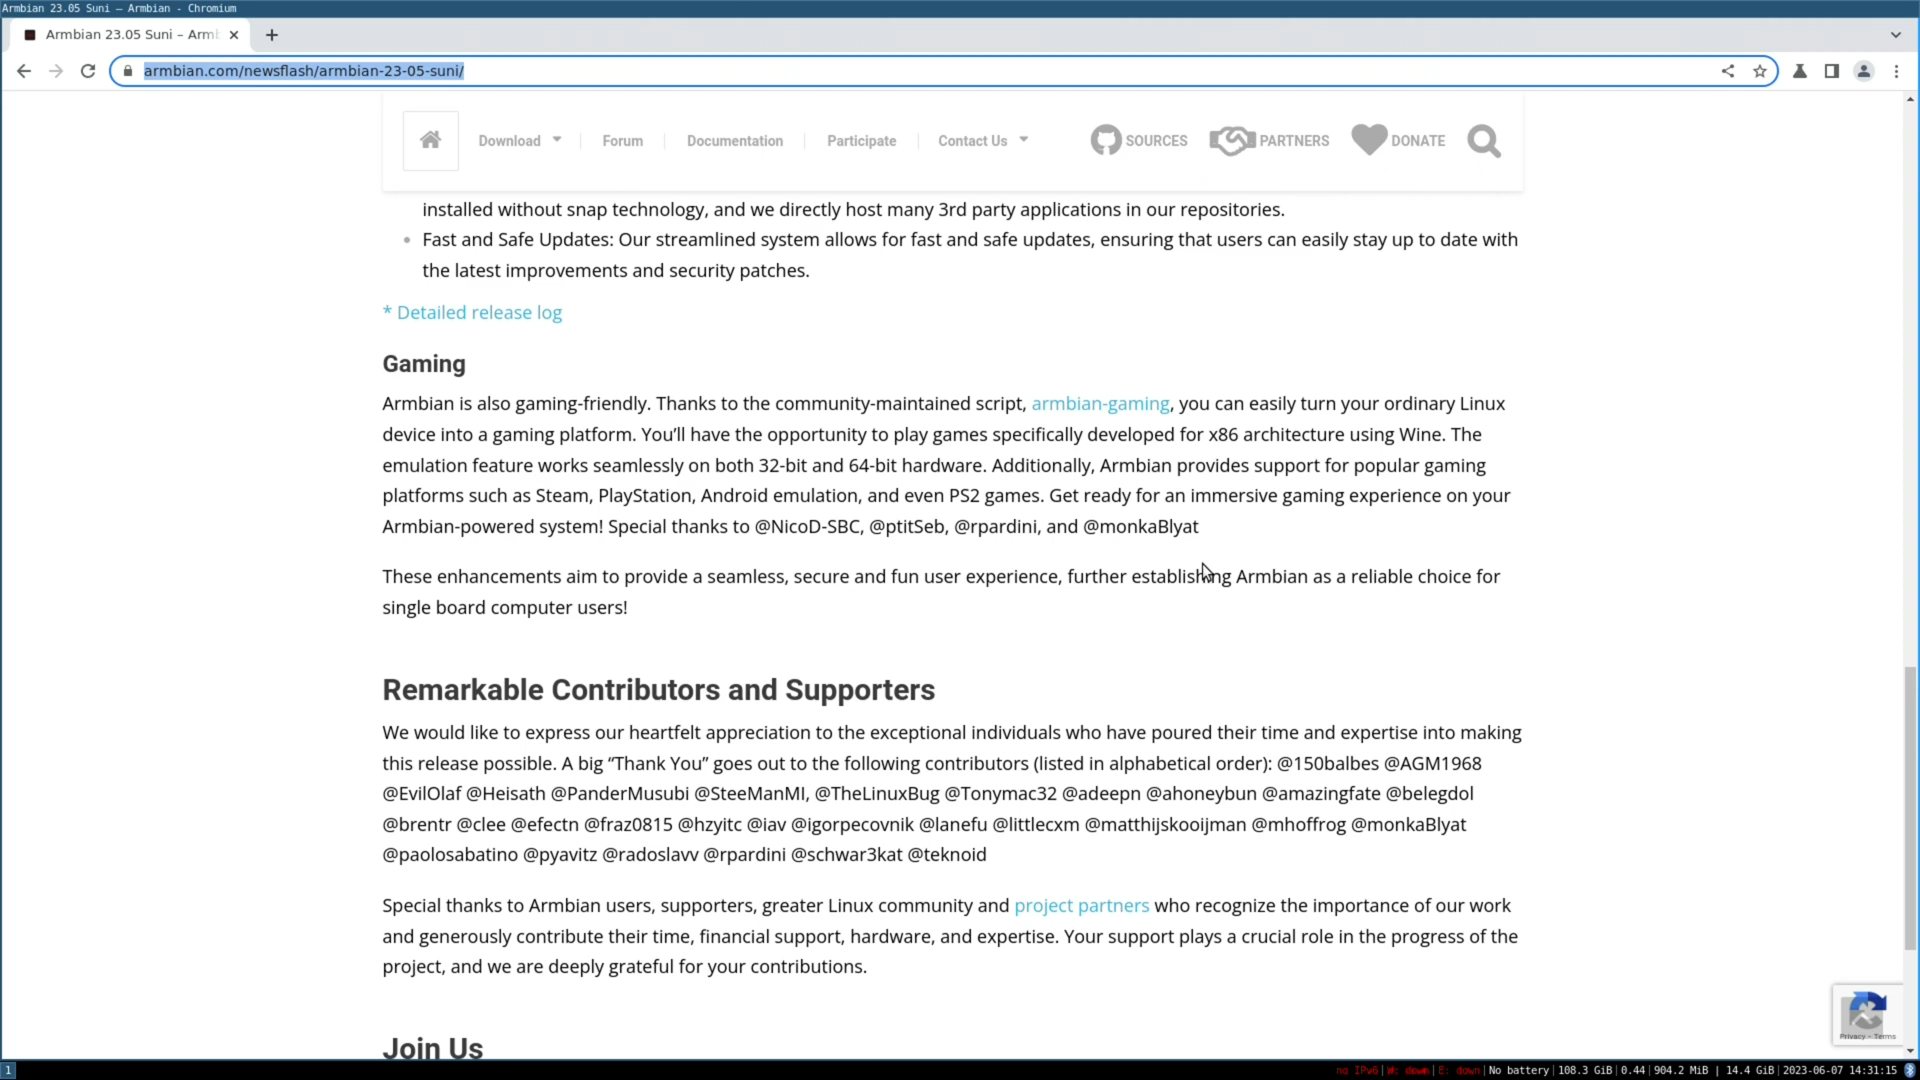 Armbian 23.05 Suni – Armbian - Chromium
Armbian 23.05 Suni – Armb
armbian.com/newsflash/armbian-23-05-suni/
Download Forum Documentation Participate Contact Us SOURCES PARTNERS DONATE
installed without snap technology, and we directly host many 3rd party applications in our repositories.
Fast and Safe Updates: Our streamlined system allows for fast and safe updates, ensuring that users can easily stay up to date with
the latest improvements and security patches.
* Detailed release log
Gaming
Armbian is also gaming-friendly. Thanks to the community-maintained script, armbian-gaming, you can easily turn your ordinary Linux
device into a gaming platform. You’ll have the opportunity to play games specifically developed for x86 architecture using Wine. The
emulation feature works seamlessly on both 32-bit and 64-bit hardware. Additionally, Armbian provides support for popular gaming
platforms such as Steam, PlayStation, Android emulation, and even PS2 games. Get ready for an immersive gaming experience on your
Armbian-powered system! Special thanks to @NicoD-SBC, @ptitSeb, @rpardini, and @monkaBlyat
These enhancements aim to provide a seamless, secure and fun user experience, further establishing Armbian as a reliable choice for
single board computer users!
Remarkable Contributors and Supporters
We would like to express our heartfelt appreciation to the exceptional individuals who have poured their time and expertise into making
this release possible. A big “Thank You” goes out to the following contributors (listed in alphabetical order): @150balbes @AGM1968
@EvilOlaf @Heisath @PanderMusubi @SteeManMI, @TheLinuxBug @Tonymac32 @adeepn @ahoneybun @amazingfate @belegdol
@brentr @clee @efectn @fraz0815 @hzyitc @iav @igorpecovnik @lanefu @littlecxm @matthijskooijman @mhoffrog @monkaBlyat
@paolosabatino @pyavitz @radoslavv @rpardini @schwar3kat @teknoid
Special thanks to Armbian users, supporters, greater Linux community and project partners who recognize the importance of our work
and generously contribute their time, financial support, hardware, and expertise. Your support plays a crucial role in the progress of the
project, and we are deeply grateful for your contributions.
Privacy - Terms
Join Us
1 no IPv6|W: down|E: down|No battery|108.3 GiB|0.44|904.2 MiB | 14.4 GiB|2023-06-07 14:31:15